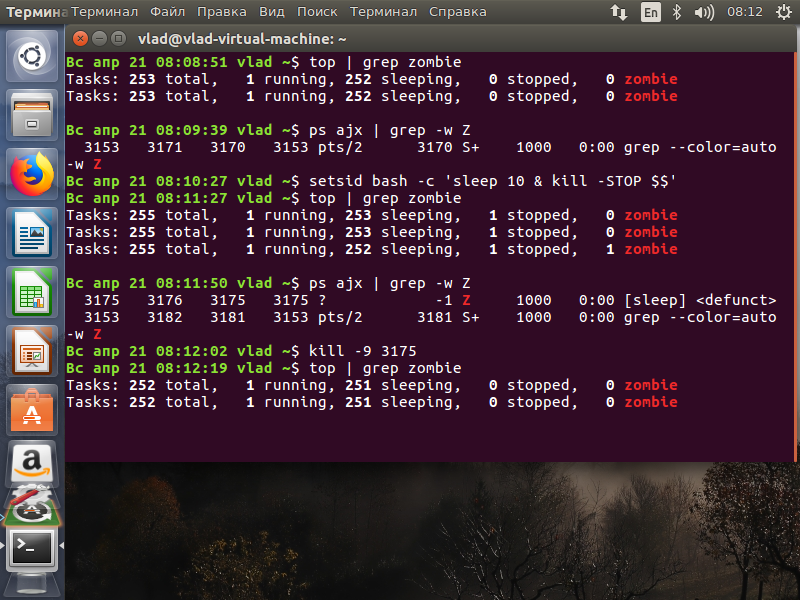 Термина Терминал Файл Правка Вид Поиск Терминал Справка En 08:12
vlad@vlad-virtual-machine: ~
Вс апр 21 08:08:51 vlad ~$ top | grep zombie
Tasks: 253 total,   1 running, 252 sleeping,   0 stopped,   0 zombie
Tasks: 253 total,   1 running, 252 sleeping,   0 stopped,   0 zombie
Вс апр 21 08:09:39 vlad ~$ ps ajx | grep -w Z
  3153   3171   3170   3153 pts/2      3170 S+    1000   0:00 grep --color=auto
-w Z
Вс апр 21 08:10:27 vlad ~$ setsid bash -c 'sleep 10 & kill -STOP $$'
Вс апр 21 08:11:27 vlad ~$ top | grep zombie
Tasks: 255 total,   1 running, 253 sleeping,   1 stopped,   0 zombie
Tasks: 255 total,   1 running, 253 sleeping,   1 stopped,   0 zombie
Tasks: 255 total,   1 running, 252 sleeping,   1 stopped,   1 zombie
Вс апр 21 08:11:50 vlad ~$ ps ajx | grep -w Z
  3175   3176   3175   3175 ?            -1 Z     1000   0:00 [sleep] <defunct>
  3153   3182   3181   3153 pts/2      3181 S+    1000   0:00 grep --color=auto
-w Z
Вс апр 21 08:12:02 vlad ~$ kill -9 3175
Вс апр 21 08:12:19 vlad ~$ top | grep zombie
Tasks: 252 total,   1 running, 251 sleeping,   0 stopped,   0 zombie
Tasks: 252 total,   1 running, 251 sleeping,   0 stopped,   0 zombie